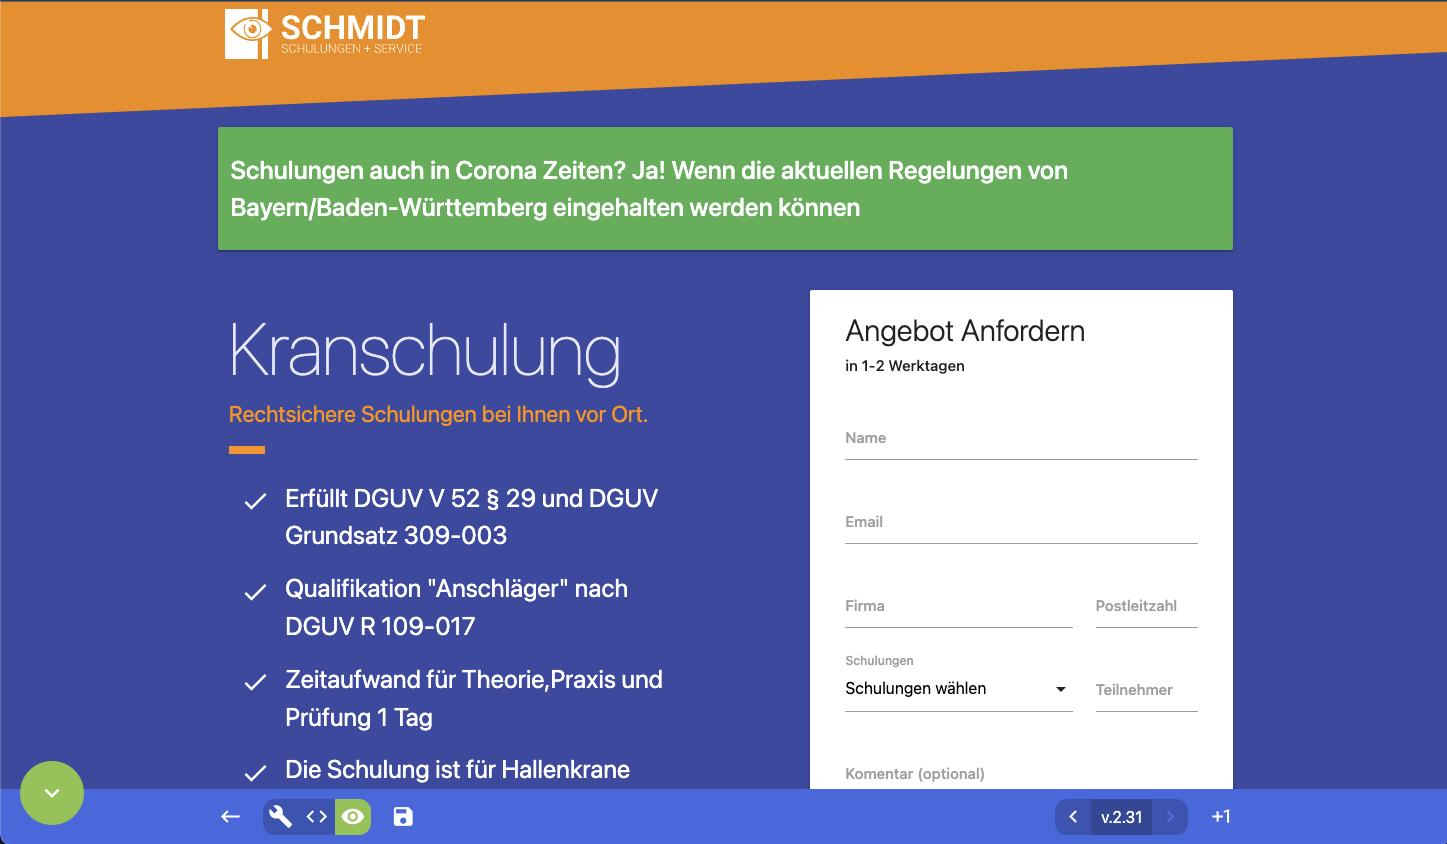 SCHMIDT
SCHULUNGEN + SERVICE
Schulungen auch in Corona Zeiten? Ja! Wenn die aktuellen Regelungen von
Bayern/Baden-Württemberg eingehalten werden können
Kranschulung
Rechtsichere Schulungen bei Ihnen vor Ort.
Erfüllt DGUV V 52 § 29 und DGUV
Grundsatz 309-003
Qualifikation "Anschläger" nach
DGUV R 109-017
Zeitaufwand für Theorie,Praxis und
Prüfung 1 Tag
Die Schulung ist für Hallenkrane
Angebot Anfordern
in 1-2 Werktagen
Name
Email
Firma
Postleitzahl
Schulungen
Schulungen wählen
Teilnehmer
Komentar (optional)
v.2.31
+1